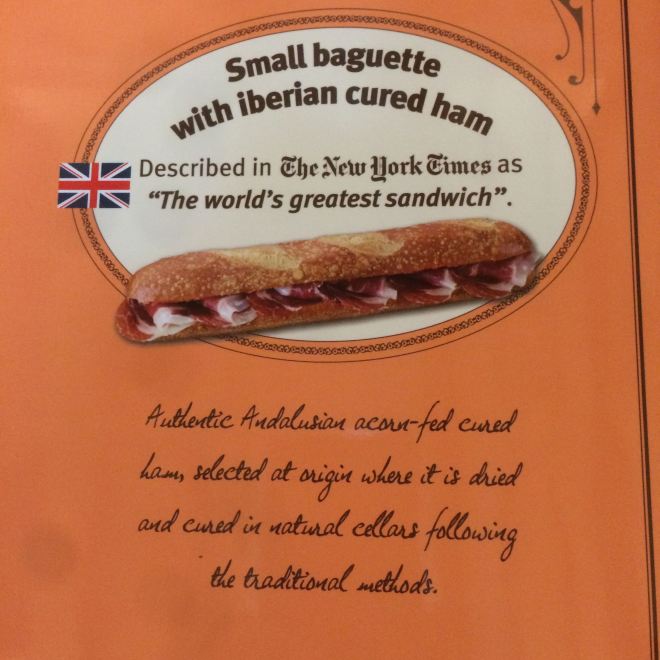 Small baguette
with iberian cured ham
Described in The New York Times as
“The world’s greatest sandwich”.
Authentic Andalusian acorn-fed cured
ham, selected at origin where it is dried
and cured in natural cellars following
the traditional methods.